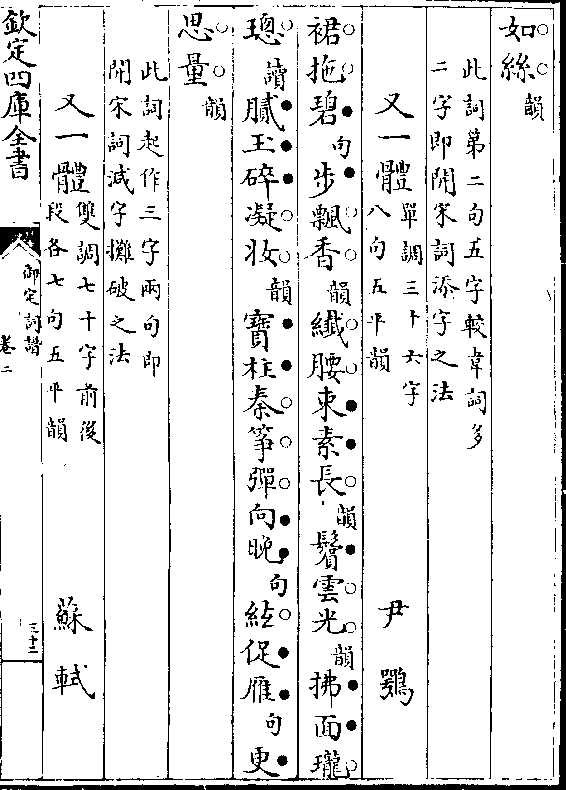 如絲韻
此詞第二句五字較韋詞多
二字即開宋詞添字之法
又一體 單調三十六字
八句五平韻 尹鶚
裙拖碧句步飄香韻纖腰束素長韻鬢雲光韻拂面瓏
璁讀膩玉碎凝妝韻寶柱秦箏彈向晚句絃促雁句更
思量韻
此詞起作三字兩句即
開宋詞減字攤破之法
又一體 雙調七十字前後
段各七句五平韻 蘇軾
欽定四庫全書
御定詞譜
卷二
三十二